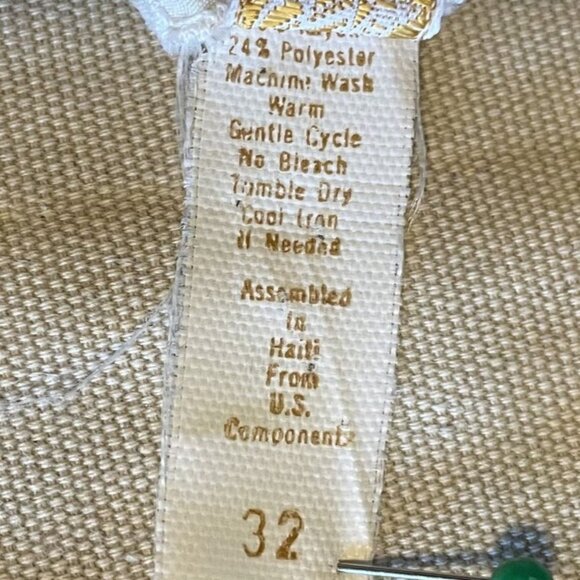 24% Polyester
Machine Wash
Warm
Gentle Cycle
No Bleach
Tumble Dry
Cool Iron
If Needed
Assembled
In
Haiti
From
U.S.
Components
32